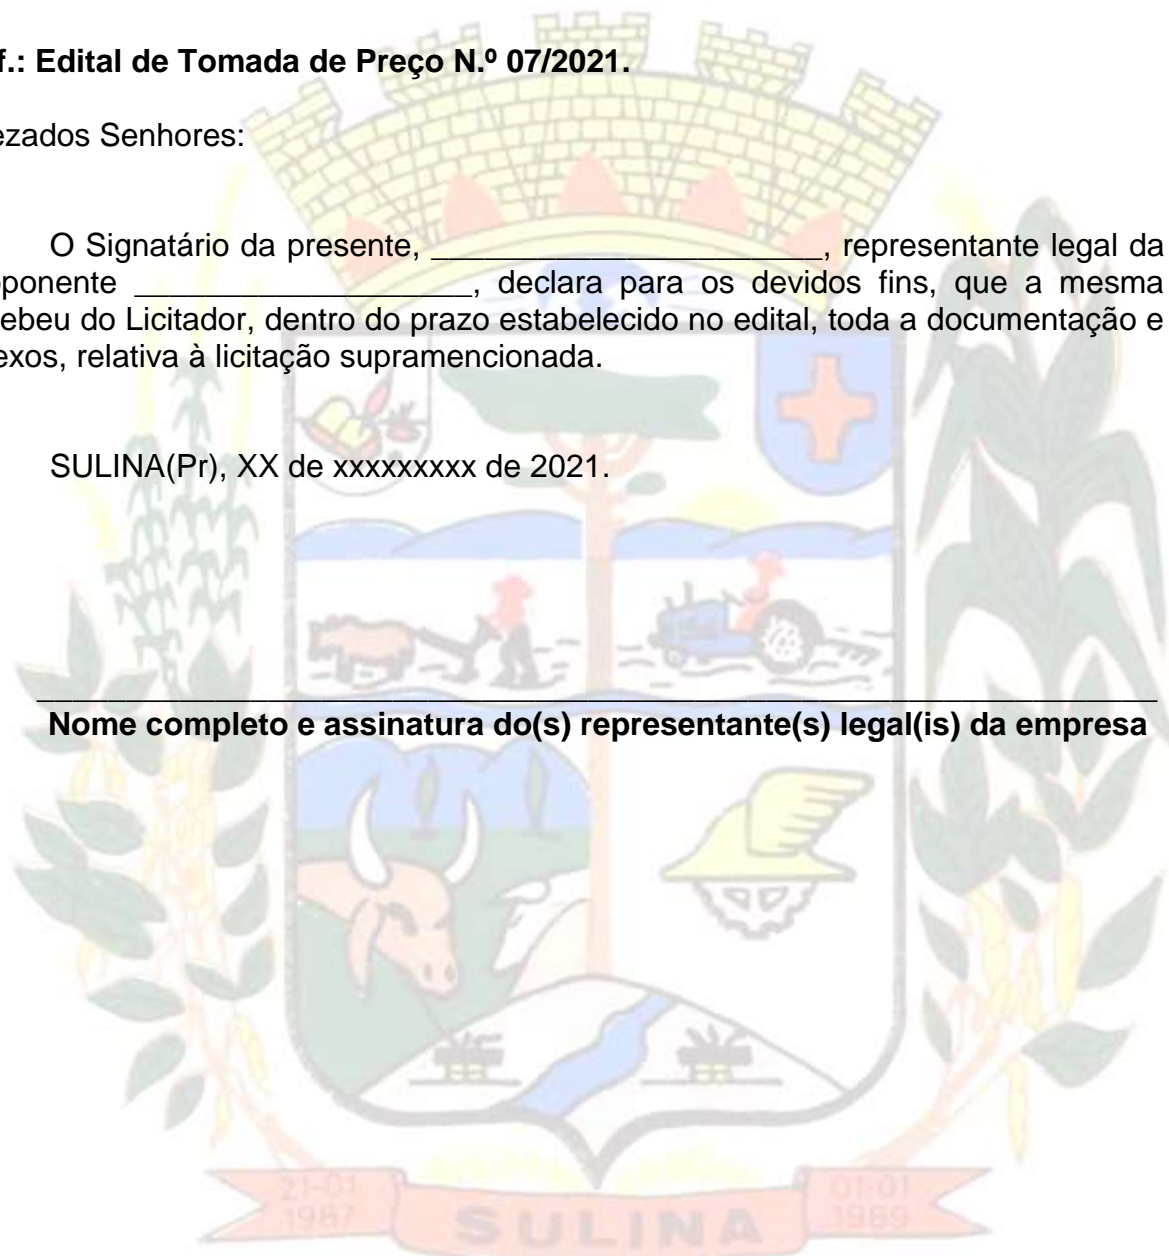 f.: Edital de Tomada de Preço N.º 07/2021.
ezados Senhores:
O Signatário da presente, ______________________, representante legal da
ponente ___________________, declara para os devidos fins, que a mesma
ebeu do Licitador, dentro do prazo estabelecido no edital, toda a documentação e
exos, relativa à licitação supramencionada.
SULINA(Pr), XX de xxxxxxxxx de 2021.
Nome completo e assinatura do(s) representante(s) legal(is) da empresa
21-01
1987
SULINA
01-01
1989